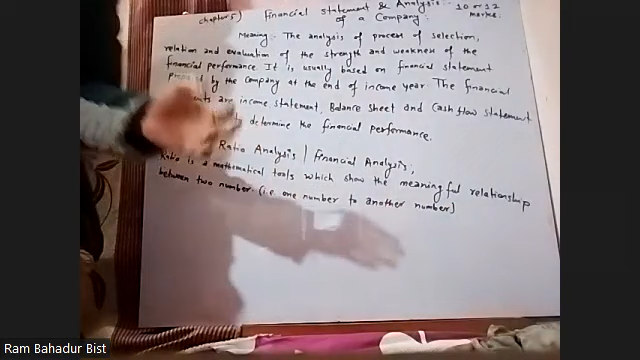 chapter 5) Financial statement & Analysis :- 10 or 12
of a Company. marks.
Meaning:- The analysis of process of selection,
relation and evaluation of the strength and weakness of the
financial performance. It is usually based on financial statement
by the company at the end of income year. The financial
are income statement, Balance sheet and Cash flow statement
determine the financial performance.
Ratio Analysis | Financial Analysis;
Ratio is a mathematical tools which show the meaningful relationship
between two number. (i.e. one number to another number)
Ram Bahadur Bist